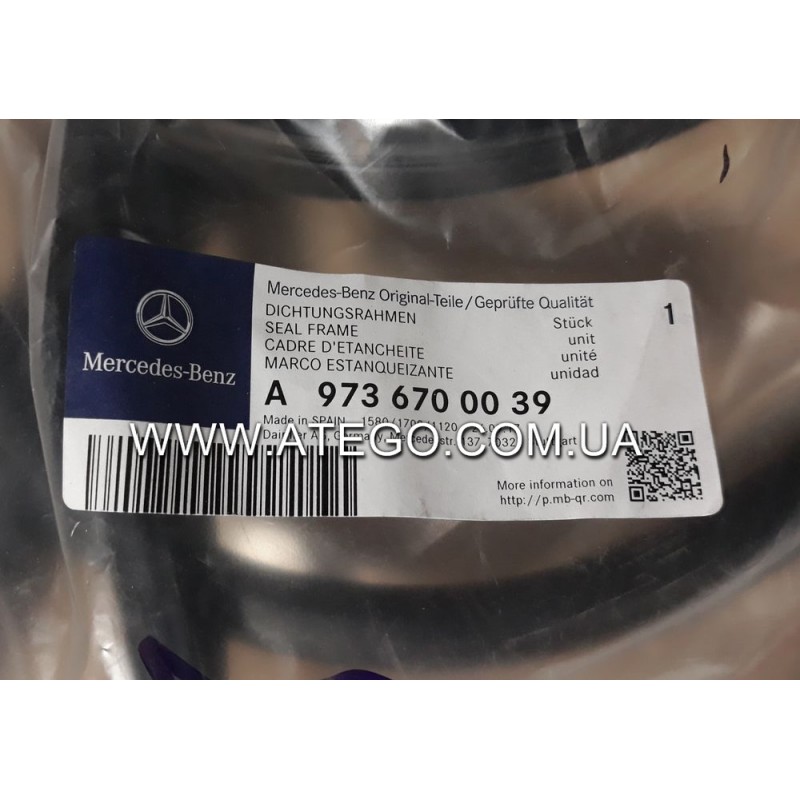 Mercedes-Benz Original-Teile/Geprüfte Qualität
DICHTUNGSRAHMEN
SEAL FRAME
CADRE D'ETANCHEITE
MARCO ESTANQUEIZANTE
Stück
unit
unité
unidad
1
Mercedes-Benz
A 973 670 00 39
Made in SPAIN
WWW.ATEGO.COM.UA
Germany,
More information on
http://p.mb-qr.com